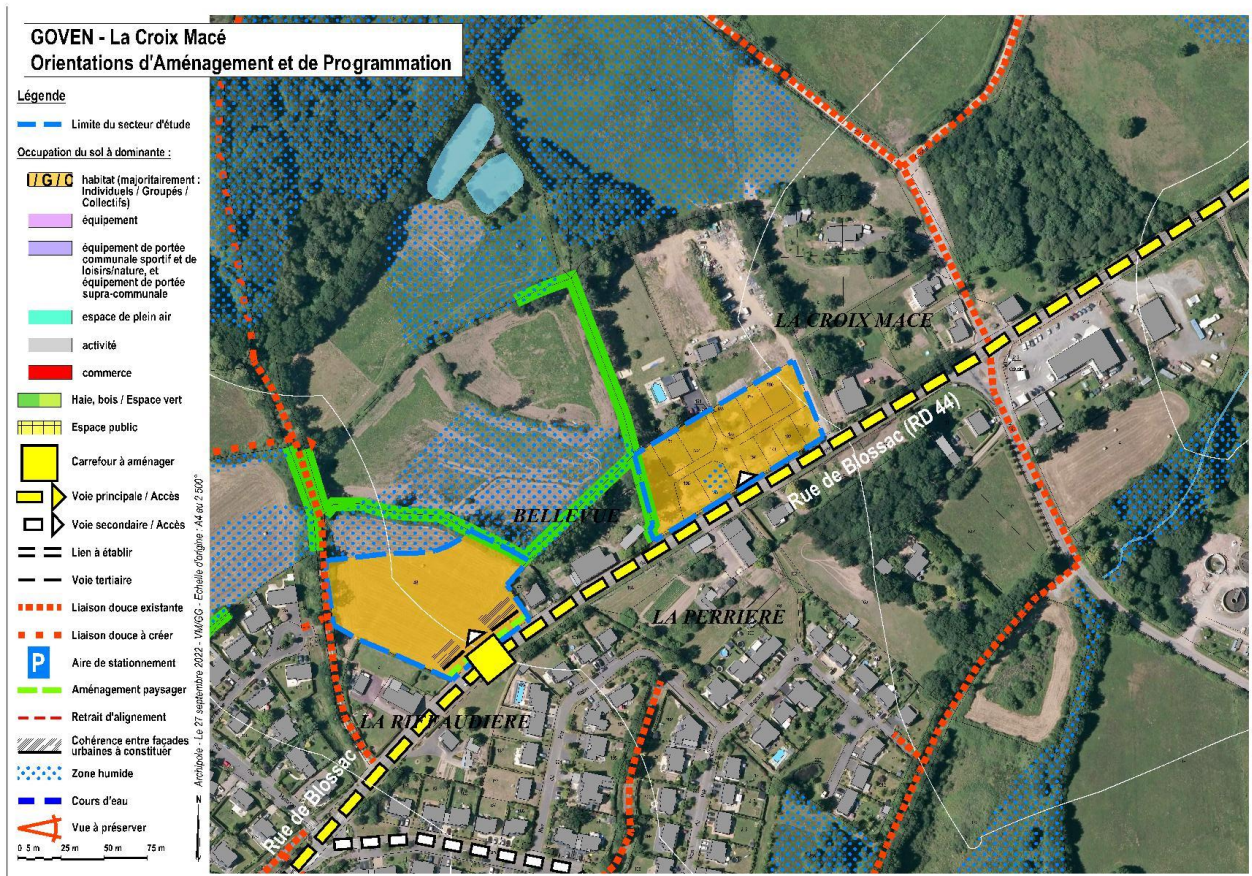 GOVEN - La Croix Macé
Orientations d'Aménagement et de Programmation
Légende
Limite du secteur d'étude
Occupation du sol à dominante :
I / G / C
habitat (majoritairement :
Individuels / Groupés /
Collectifs)
équipement
équipement de portée
communale sportif et de
loisirs/nature, et
équipement de portée
supra-communale
espace de plein air
activité
commerce
Haie, bois / Espace vert
Espace public
Carrefour à aménager
Voie principale / Accès
Voie secondaire / Accès
Lien à établir
Voie tertiaire
Liaison douce existante
Liaison douce à créer
P
Aire de stationnement
Aménagement paysager
Retrait d'alignement
Cohérence entre façades
urbaines à constituer
Zone humide
Cours d'eau
Vue à préserver
0 5 m 25 m 50 m 75 m
N
Archipole - Le 27 septembre 2022 - VM/GG - Echelle d'origine : A4 au 2 500°
LA CROIX MACE
Rue de Blossac (RD 44)
BELLEVUE
LA PERRIERE
LA RIFFAUDIERE
Rue de Blossac